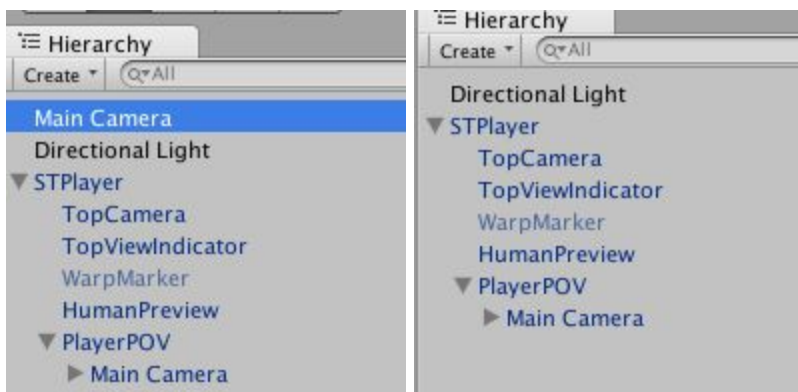 Hierarchy
Create
All
Main Camera
Directional Light
STPlayer
TopCamera
TopViewIndicator
WarpMarker
HumanPreview
PlayerPOV
Main Camera
Hierarchy
Create
All
Directional Light
STPlayer
TopCamera
TopViewIndicator
WarpMarker
HumanPreview
PlayerPOV
Main Camera